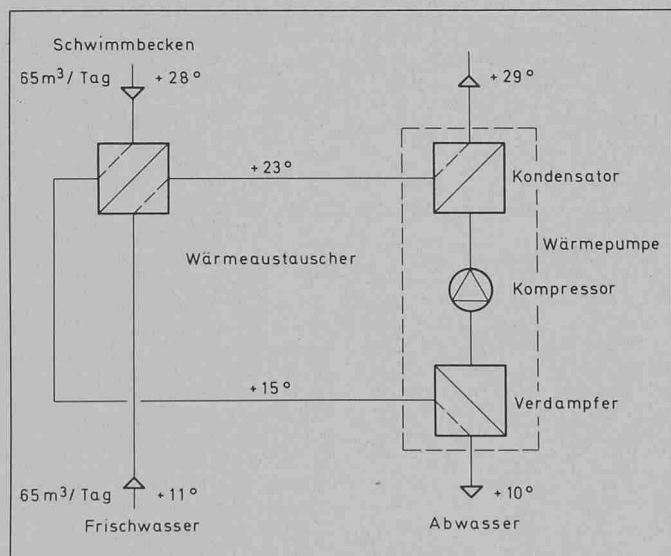 Schwimmbecken
65 m³/ Tag +28°
+29°
+23°
Kondensator
Wärmeaustauscher
Wärmepumpe
Kompressor
+15°
Verdampfer
65 m³/ Tag +11°
+10°
Frischwasser
Abwasser